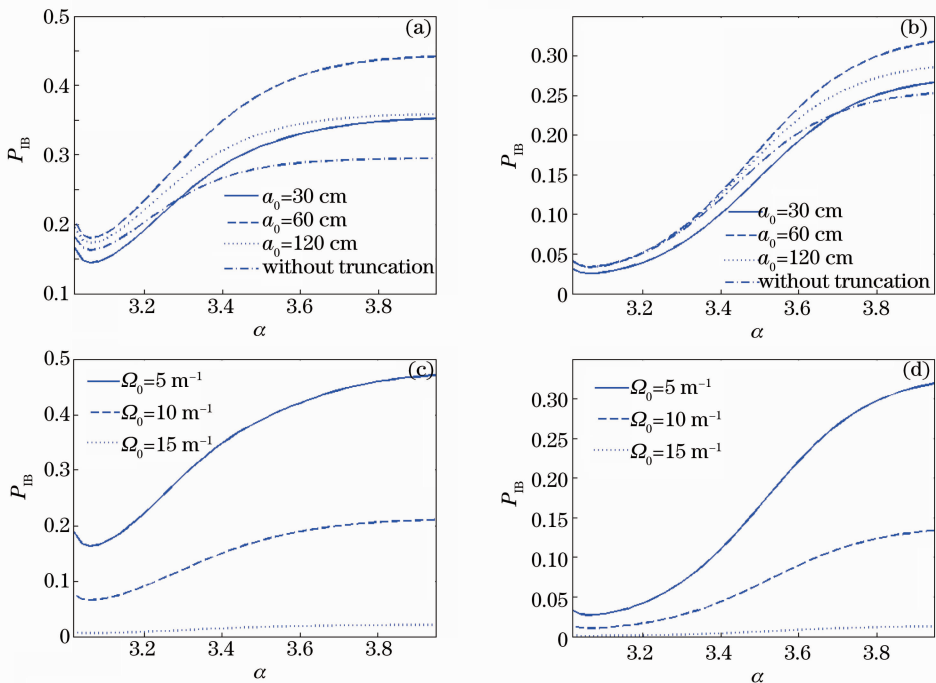 (a)
0.5
0.4
0.3
0.2
0.1
P_IB
a_0=30 cm
a_0=60 cm
a_0=120 cm
without truncation
3.2 3.4 3.6 3.8
α
(b)
0.30
0.25
0.20
0.15
0.10
0.05
0
P_IB
a_0=30 cm
a_0=60 cm
a_0=120 cm
without truncation
3.2 3.4 3.6 3.8
α
(c)
0.5
0.4
0.3
0.2
0.1
0
P_IB
Ω_0=5 m⁻¹
Ω_0=10 m⁻¹
Ω_0=15 m⁻¹
3.2 3.4 3.6 3.8
α
(d)
0.30
0.25
0.20
0.15
0.10
0.05
0
P_IB
Ω_0=5 m⁻¹
Ω_0=10 m⁻¹
Ω_0=15 m⁻¹
3.2 3.4 3.6 3.8
α